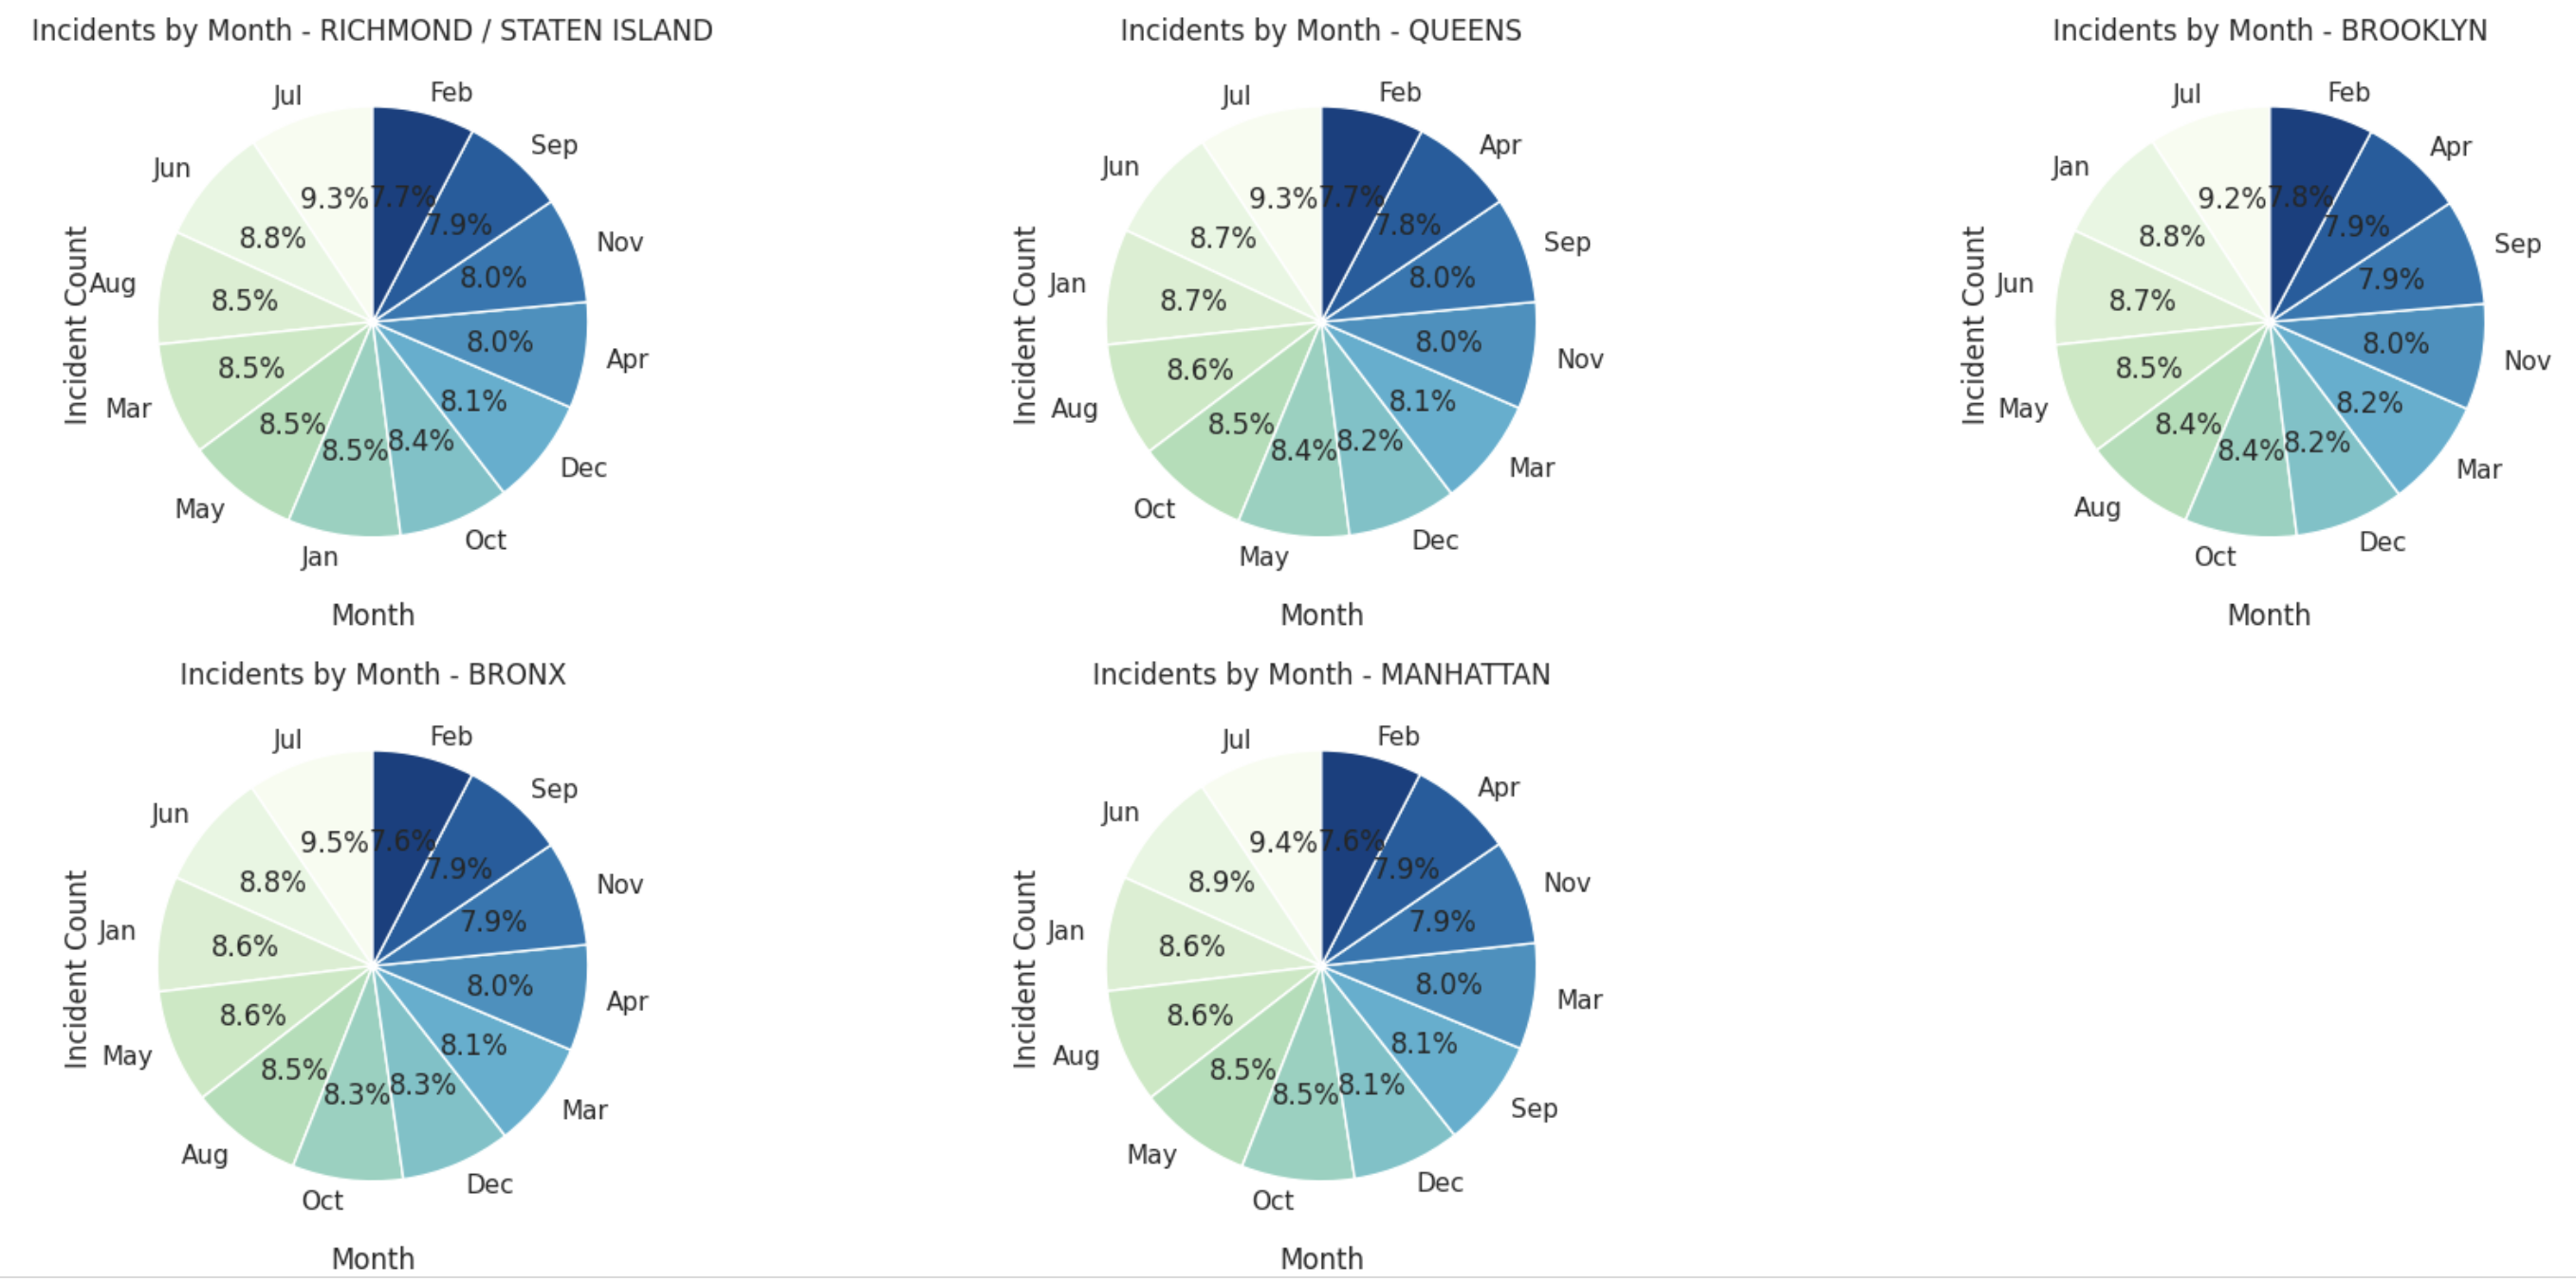 Incidents by Month - RICHMOND / STATEN ISLAND
Jul
Feb
Jun
Sep
Aug
Nov
Mar
Apr
May
Dec
Jan
Oct
9.3%
7.7%
8.8%
7.9%
8.5%
8.0%
8.5%
8.0%
8.5%
8.1%
8.5%
8.4%
Incident Count
Month
Incidents by Month - QUEENS
Jul
Feb
Jun
Apr
Jan
Sep
Aug
Nov
Oct
Mar
May
Dec
9.3%
7.7%
8.7%
7.8%
8.7%
8.0%
8.6%
8.0%
8.5%
8.1%
8.4%
8.2%
Incident Count
Month
Incidents by Month - BROOKLYN
Jul
Feb
Jan
Apr
Jun
Sep
May
Nov
Aug
Mar
Oct
Dec
9.2%
7.8%
8.8%
7.9%
8.7%
7.9%
8.5%
8.0%
8.4%
8.2%
8.4%
8.2%
Incident Count
Month
Incidents by Month - BRONX
Jul
Feb
Jun
Sep
Jan
Nov
May
Apr
Aug
Mar
Oct
Dec
9.5%
7.6%
8.8%
7.9%
8.6%
7.9%
8.6%
8.0%
8.5%
8.1%
8.3%
8.3%
Incident Count
Month
Incidents by Month - MANHATTAN
Jul
Feb
Jun
Apr
Jan
Nov
Aug
Mar
May
Sep
Oct
Dec
9.4%
7.6%
8.9%
7.9%
8.6%
7.9%
8.6%
8.0%
8.5%
8.1%
8.5%
8.1%
Incident Count
Month